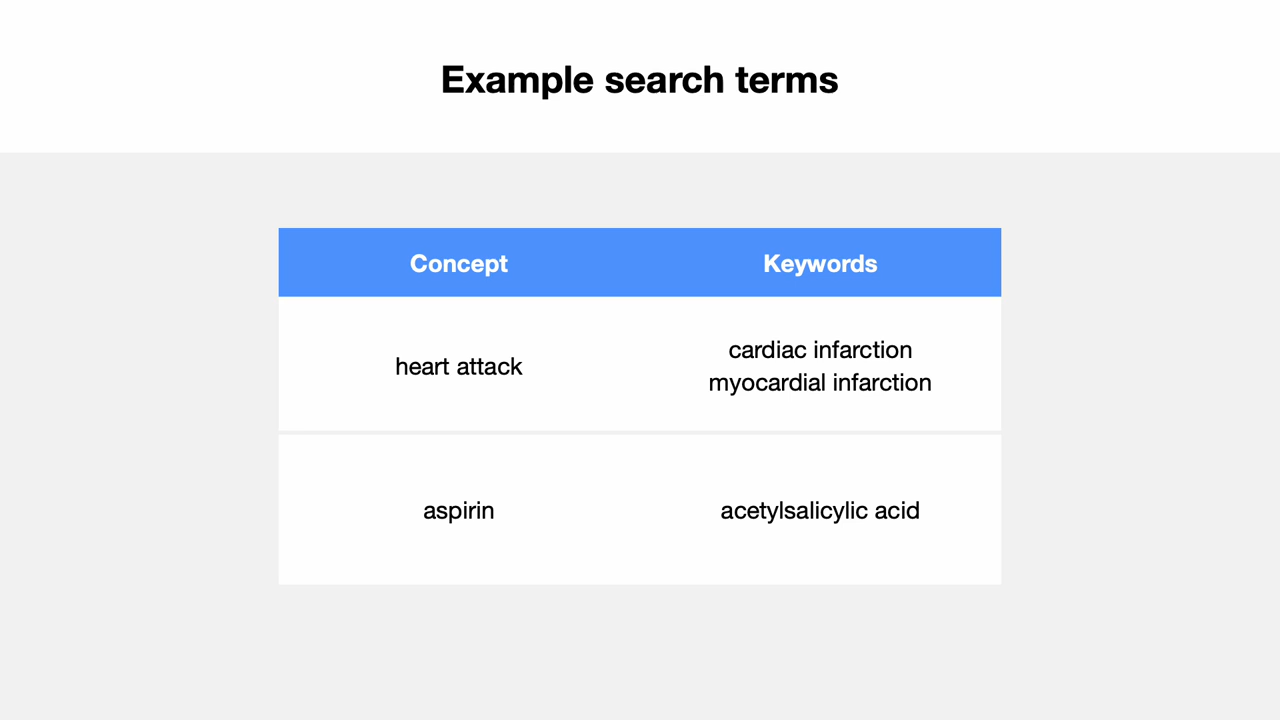 Example search terms
Concept Keywords
heart attack
cardiac infarction
myocardial infarction
aspirin acetylsalicylic acid